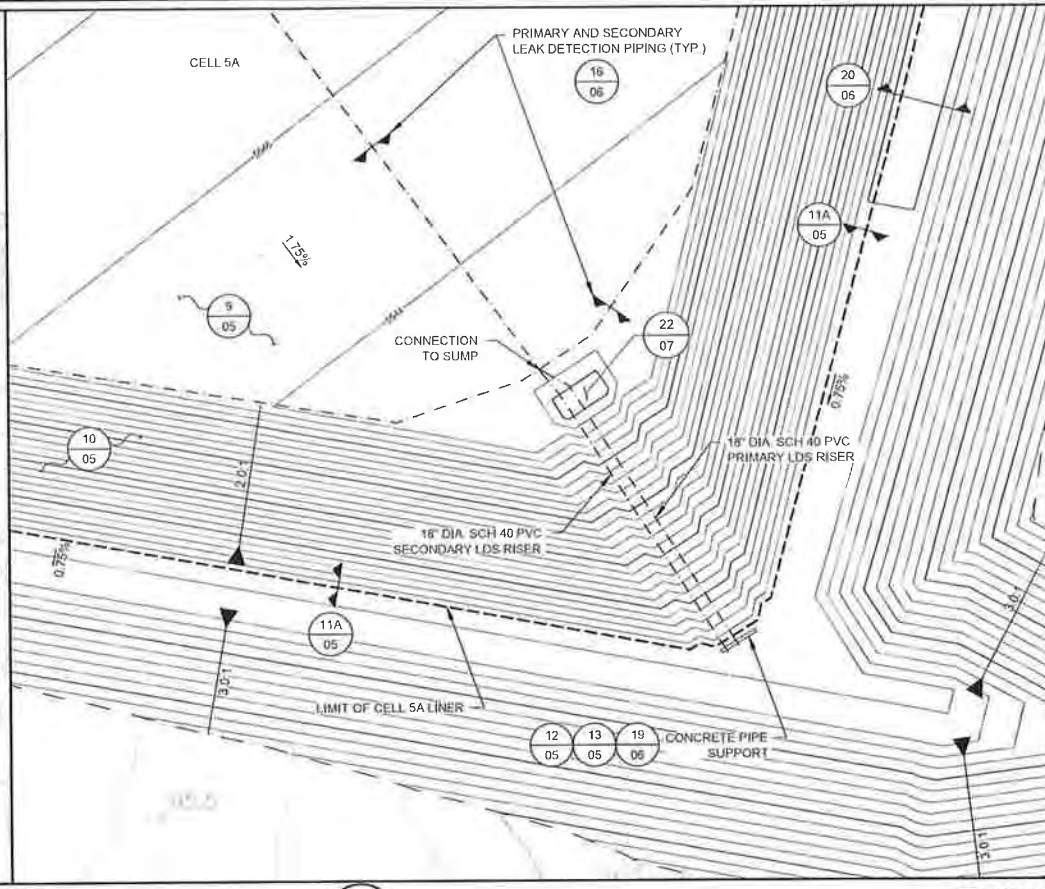 CELL 5A
PRIMARY AND SECONDARY
LEAK DETECTION PIPING (TYP.)
16
06
20
06
11A
05
1.75%
9
05
CONNECTION
TO SUMP
22
07
0.75%
10
05
2.0:1
18" DIA. SCH 40 PVC
PRIMARY LDS RISER
18" DIA. SCH 40 PVC
SECONDARY LDS RISER
0.75%
11A
05
3.0:1
LIMIT OF CELL 5A LINER
12
05
13
05
19
06
CONCRETE PIPE
SUPPORT
3.0:1